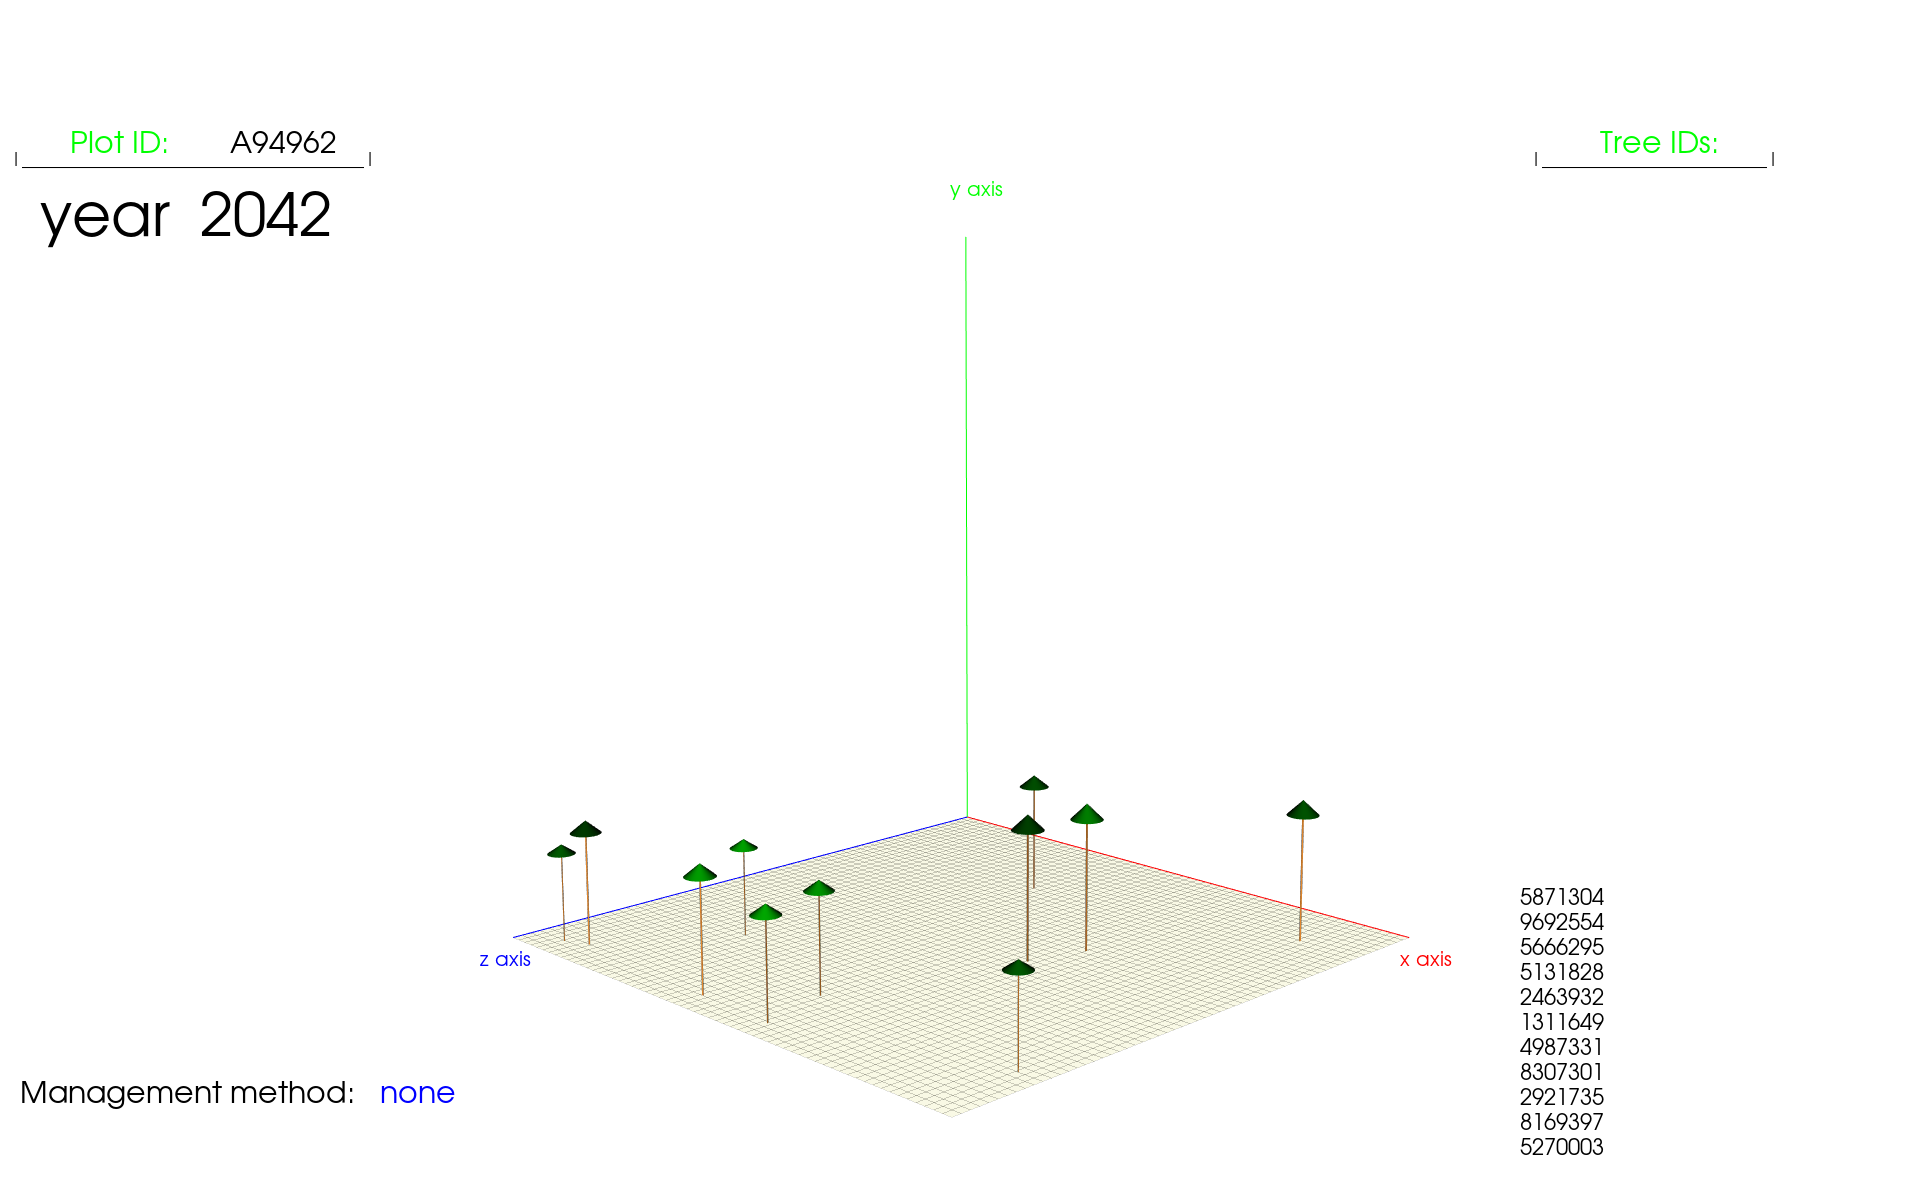 Plot ID: A94962
year 2042
Tree IDs:
y axis
z axis
x axis
5871304
9692554
5666295
5131828
2463932
1311649
4987331
8307301
2921735
8169397
5270003
Management method: none